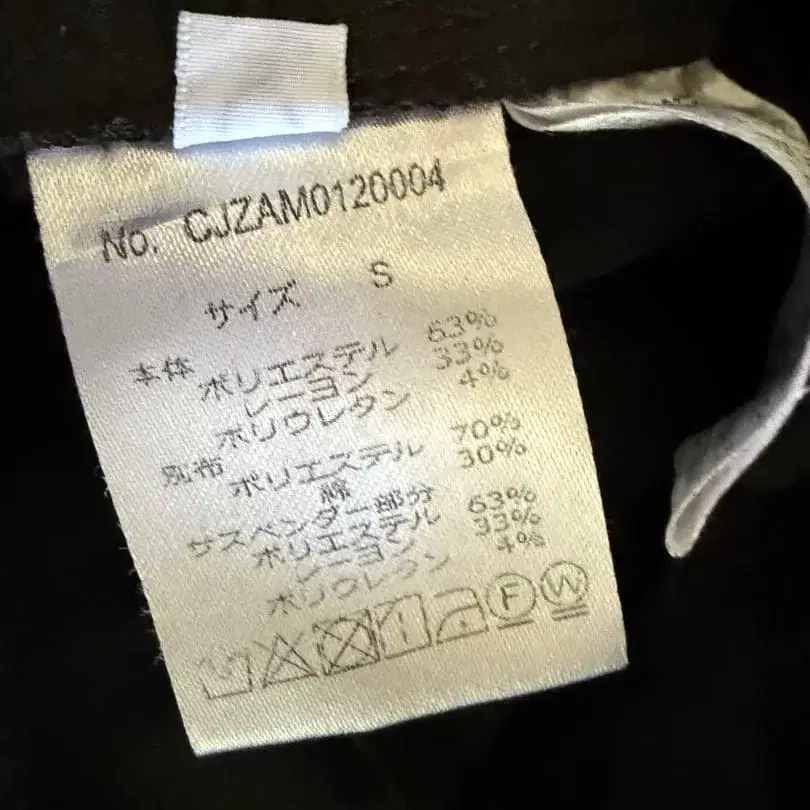 No. CJZAM0120004
サイズ S
本体 ポリエステル 63%
レーヨン 33%
ポリウレタン 4%
別布 ポリエステル 70%
綿 30%
サスペンダー部分
ポリエステル 63%
レーヨン 33%
ポリウレタン 4%
F W